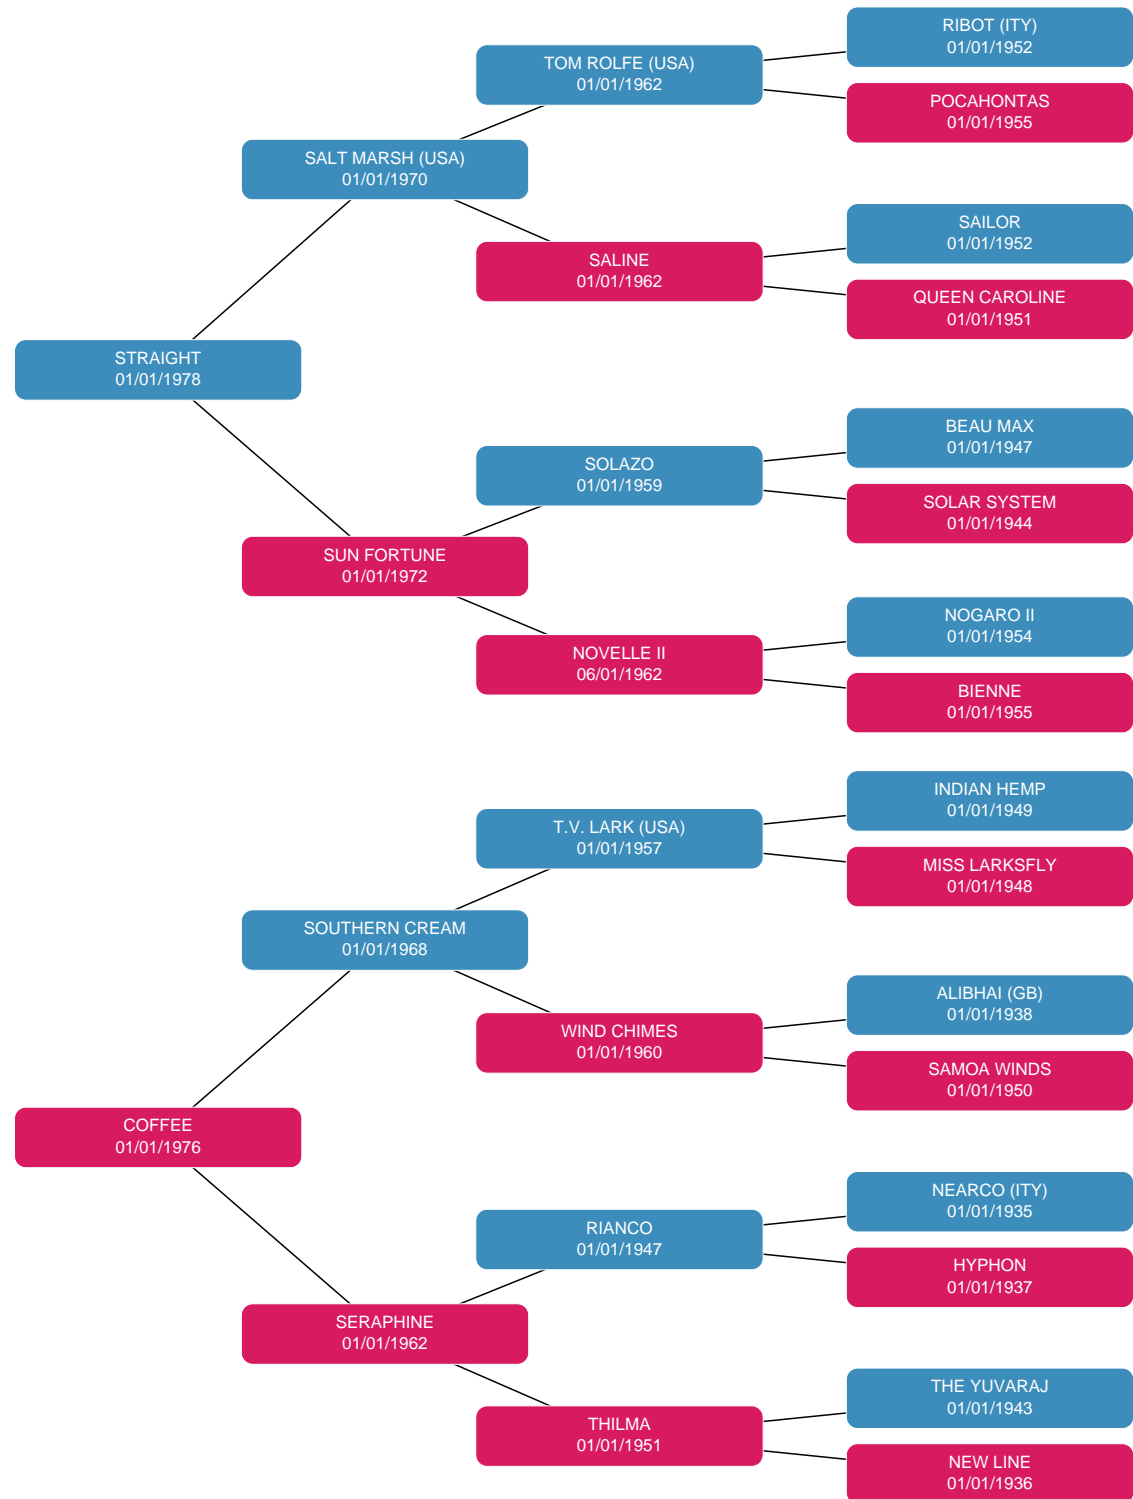 RIBOT (ITY)
01/01/1952
TOM ROLFE (USA)
01/01/1962
POCAHONTAS
01/01/1955
SALT MARSH (USA)
01/01/1970
SAILOR
01/01/1952
SALINE
01/01/1962
QUEEN CAROLINE
01/01/1951
STRAIGHT
01/01/1978
BEAU MAX
01/01/1947
SOLAZO
01/01/1959
SOLAR SYSTEM
01/01/1944
SUN FORTUNE
01/01/1972
NOGARO II
01/01/1954
NOVELLE II
06/01/1962
BIENNE
01/01/1955
INDIAN HEMP
01/01/1949
T.V. LARK (USA)
01/01/1957
MISS LARKSFLY
01/01/1948
SOUTHERN CREAM
01/01/1968
ALIBHAI (GB)
01/01/1938
WIND CHIMES
01/01/1960
SAMOA WINDS
01/01/1950
COFFEE
01/01/1976
NEARCO (ITY)
01/01/1935
RIANCO
01/01/1947
HYPHON
01/01/1937
SERAPHINE
01/01/1962
THE YUVARAJ
01/01/1943
THILMA
01/01/1951
NEW LINE
01/01/1936